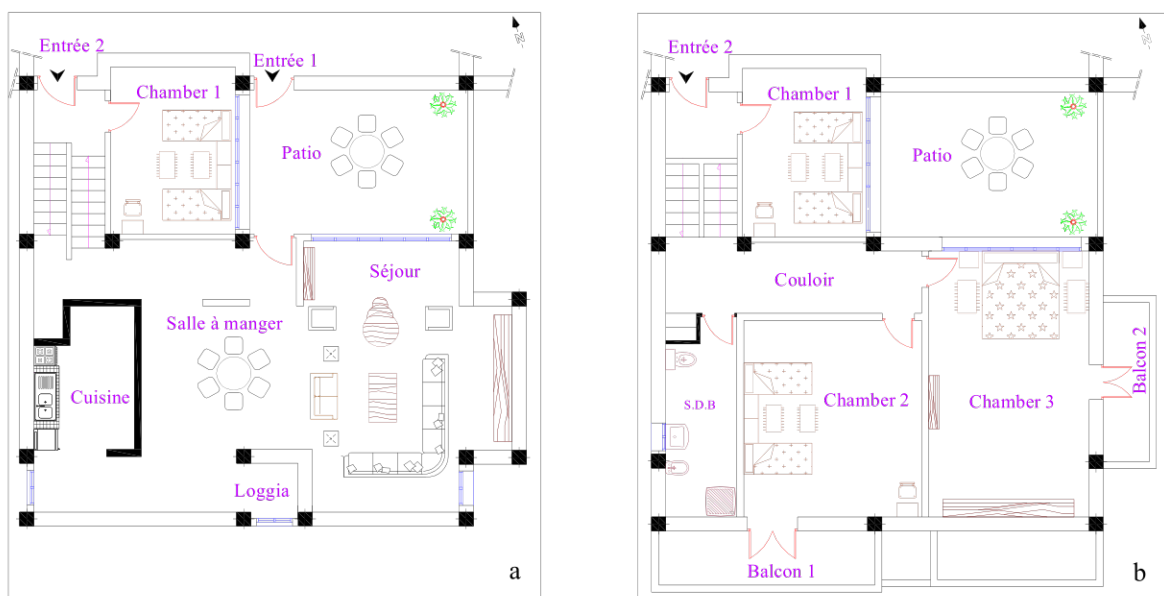 Entrée 2
Entrée 1
Chamber 1
Patio
Séjour
Salle à manger
Cuisine
Loggia
a
N
Entrée 2
Chamber 1
Patio
Couloir
Balcon 2
S.D.B
Chamber 2
Chamber 3
Balcon 1
b
N